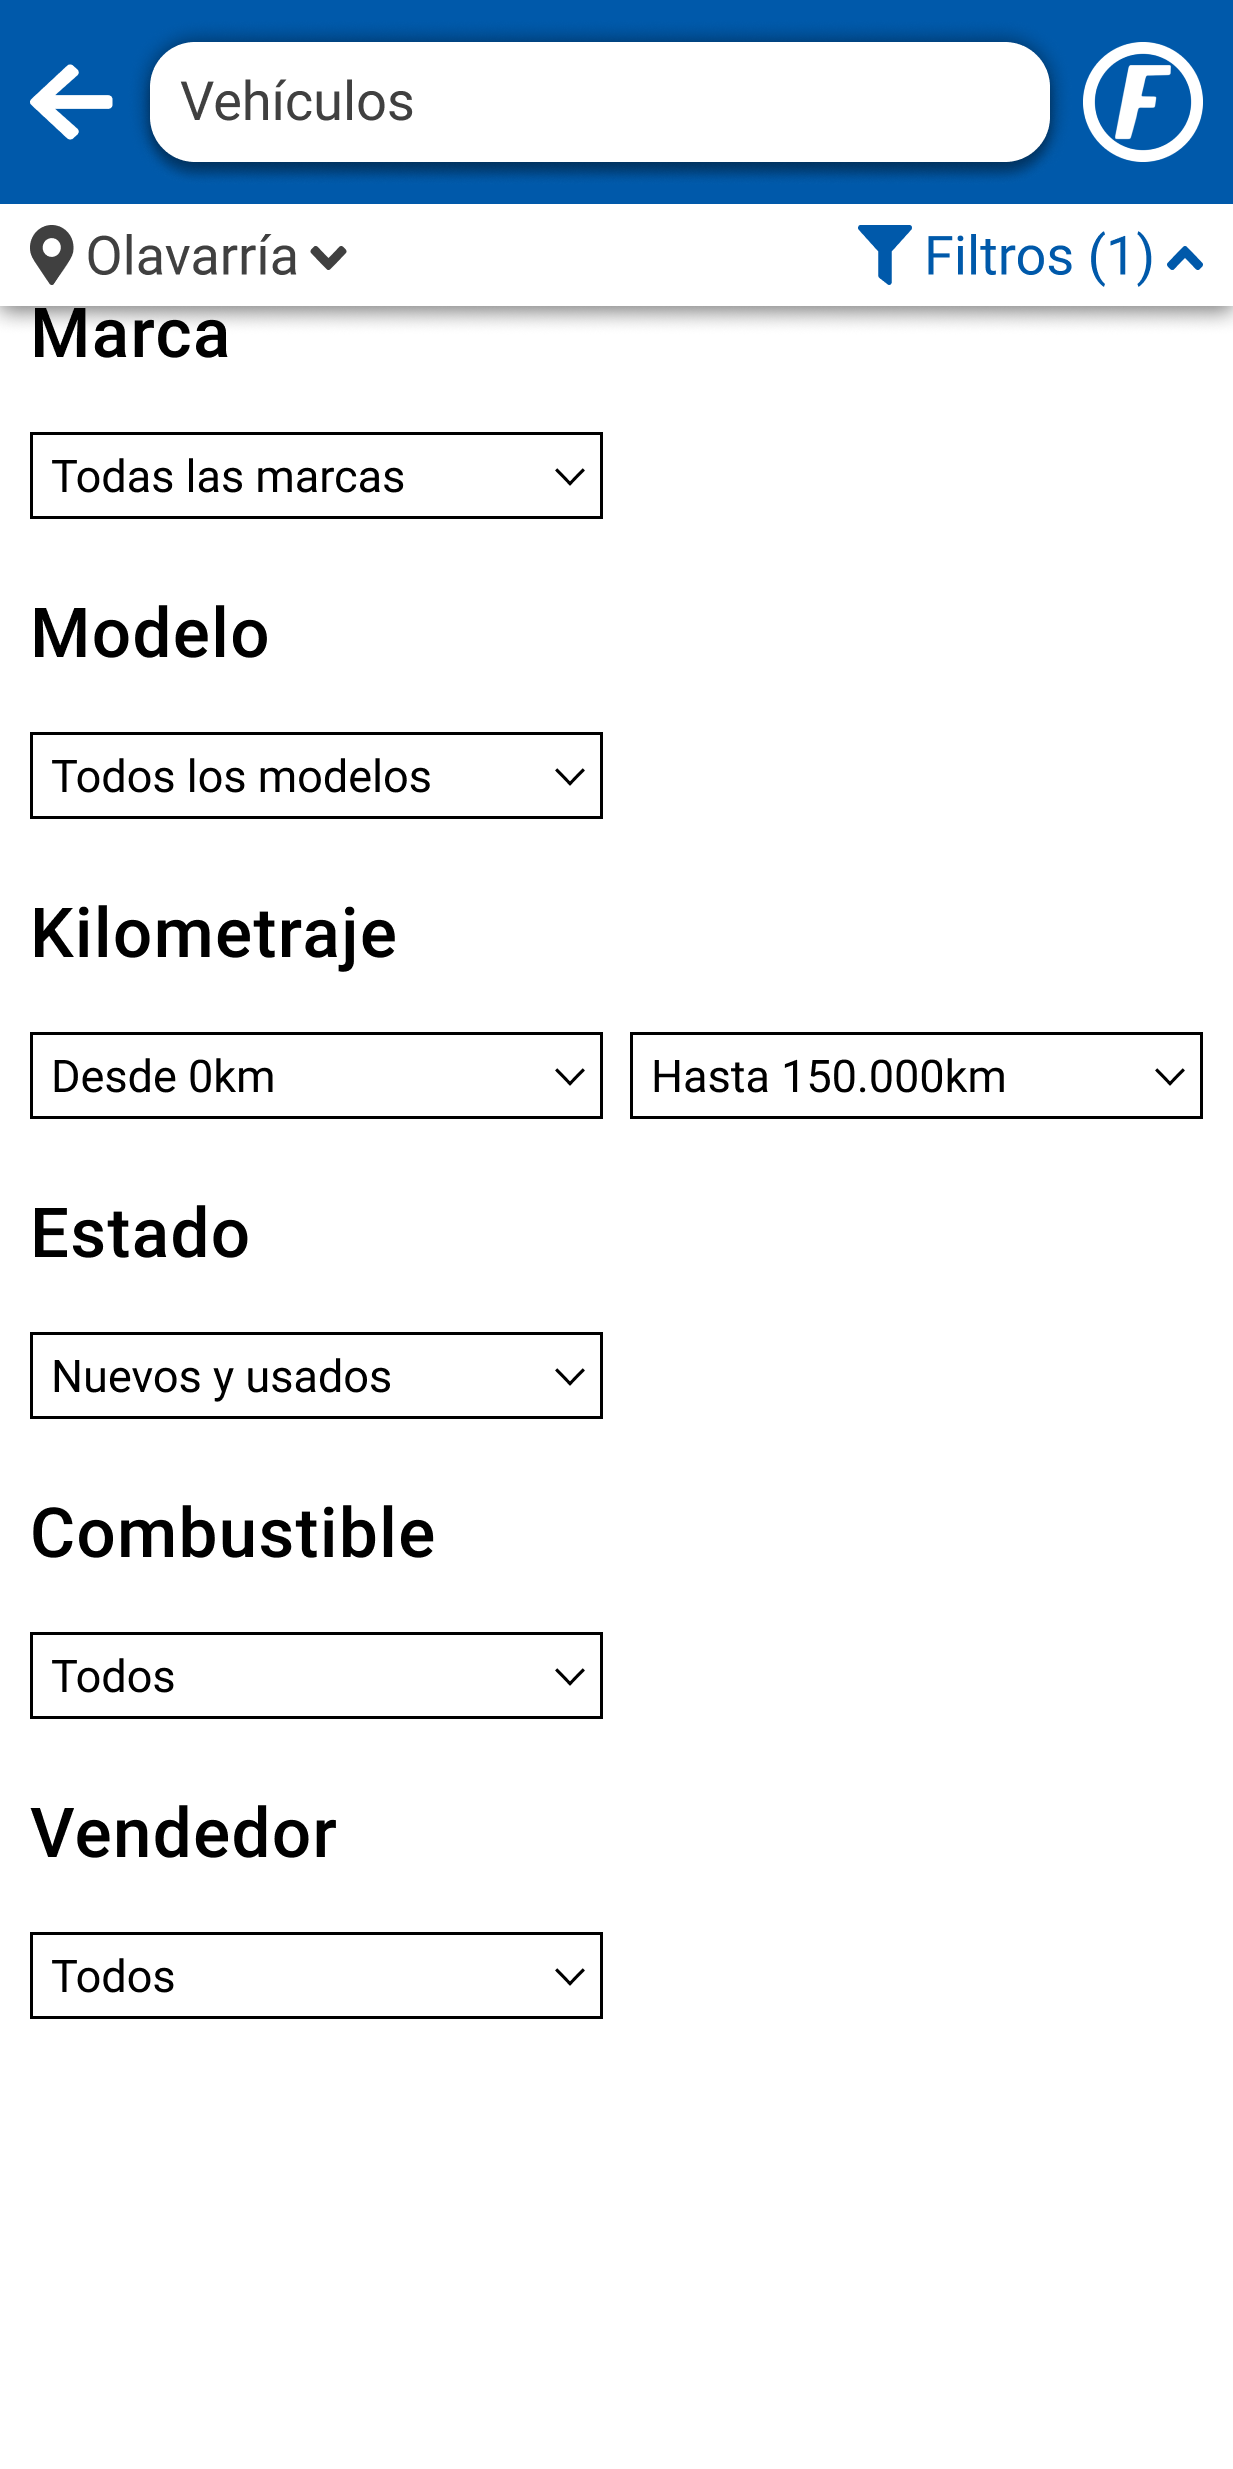 Vehículos
F
Olavarría
Filtros (1)
Marca
Todas las marcas
Modelo
Todos los modelos
Kilometraje
Desde 0km
Hasta 150.000km
Estado
Nuevos y usados
Combustible
Todos
Vendedor
Todos